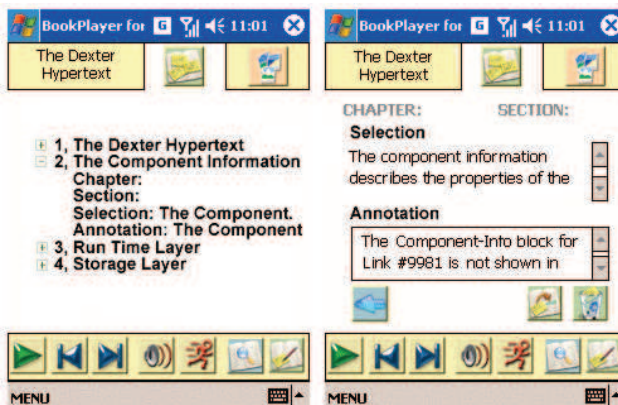 BookPlayer for G 11:01
The Dexter
Hypertext
1, The Dexter Hypertext
2, The Component Information
Chapter:
Section:
Selection: The Component.
Annotation: The Component
3, Run Time Layer
4, Storage Layer
MENU
BookPlayer for G 11:01
The Dexter
Hypertext
CHAPTER: SECTION:
Selection
The component information
describes the properties of the
Annotation
The Component-Into block for
Link #9981 is not shown in
MENU